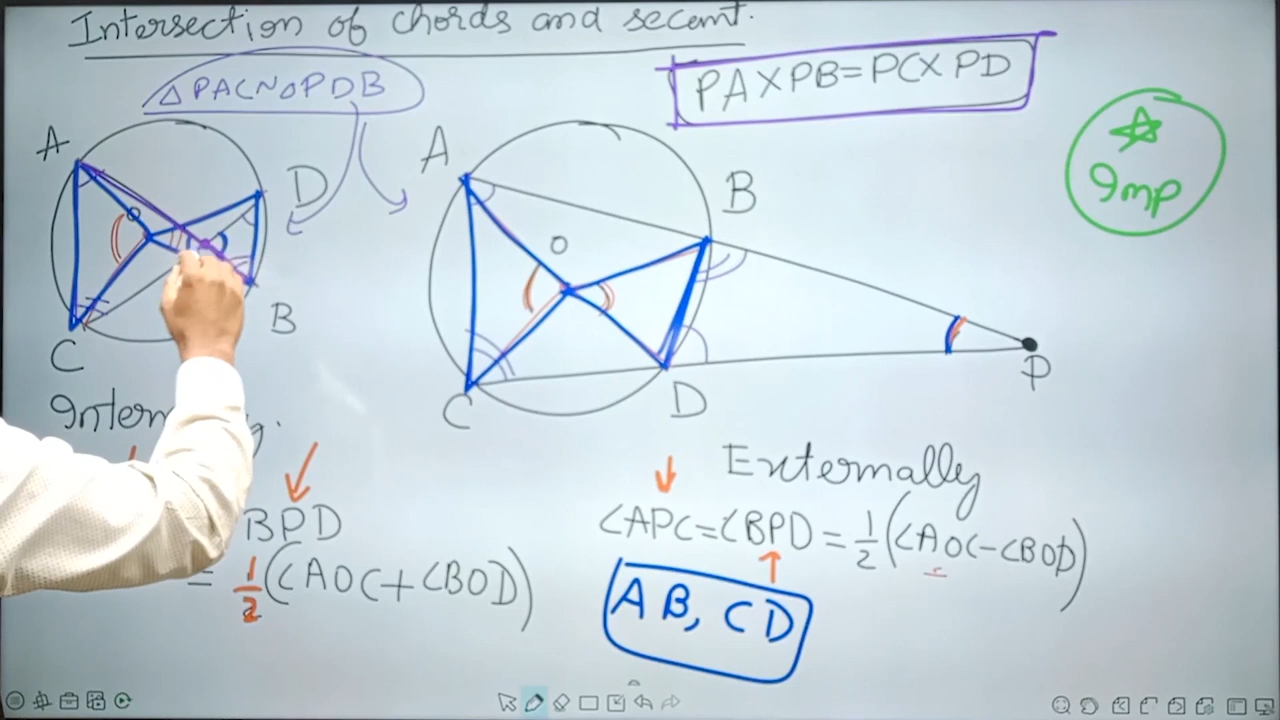 Intersection of chords and secant.
△PAC~△PDB
PA×PB=PC×PD
Imp
A
D
O
B
C
A
B
O
P
C
D
Externally
BPD
= 1/2(∠AOC+∠BOD)
∠APC=∠BPD=1/2(∠AOC-∠BOD)
AB, CD